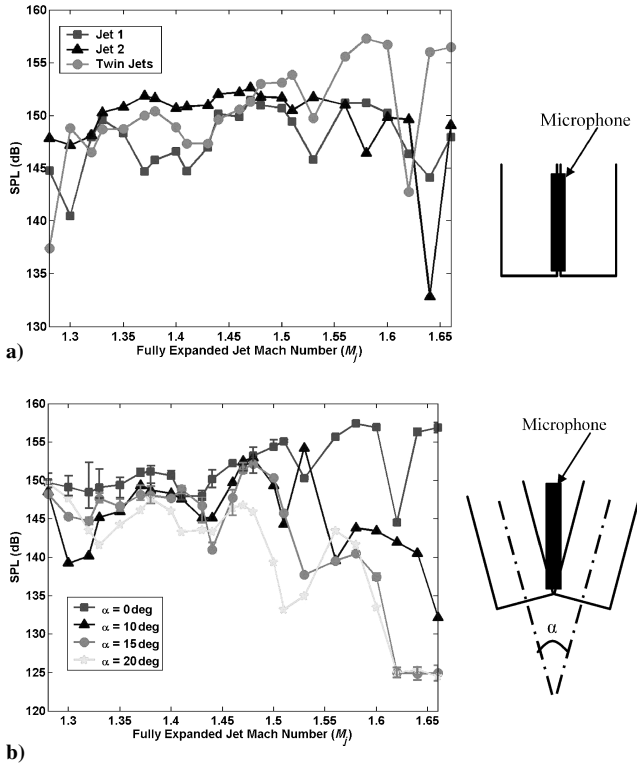 160
155
150
145
140
135
130
SPL (dB)
Jet 1
Jet 2
Twin Jets
1.3 1.35 1.4 1.45 1.5 1.55 1.6 1.65
Fully Expanded Jet Mach Number (Mj)
a)
Microphone
160
155
150
145
140
135
130
125
120
SPL (dB)
α = 0 deg
α = 10 deg
α = 15 deg
α = 20 deg
1.3 1.35 1.4 1.45 1.5 1.55 1.6 1.65
Fully Expanded Jet Mach Number (Mj)
b)
Microphone
α